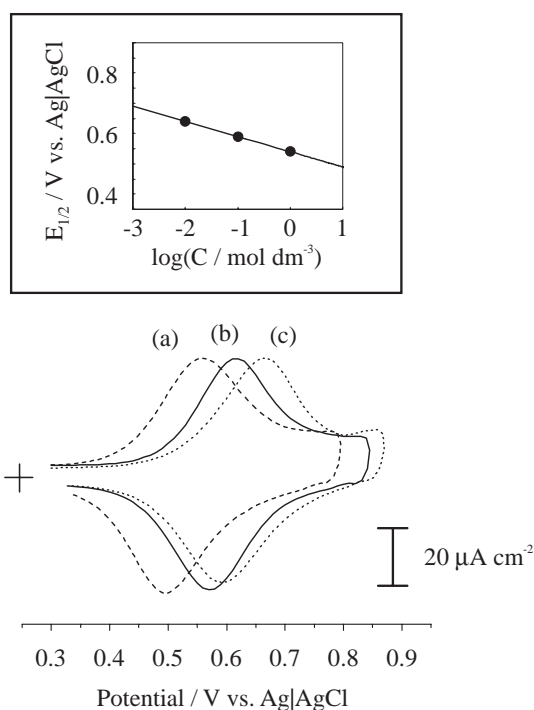 0.8
0.6
0.4
E1/2 / V vs. Ag|AgCl
-3 -2 -1 0 1
log(C / mol dm-3)
(a) (b) (c)
20 μA cm-2
0.3 0.4 0.5 0.6 0.7 0.8 0.9
Potential / V vs. Ag|AgCl